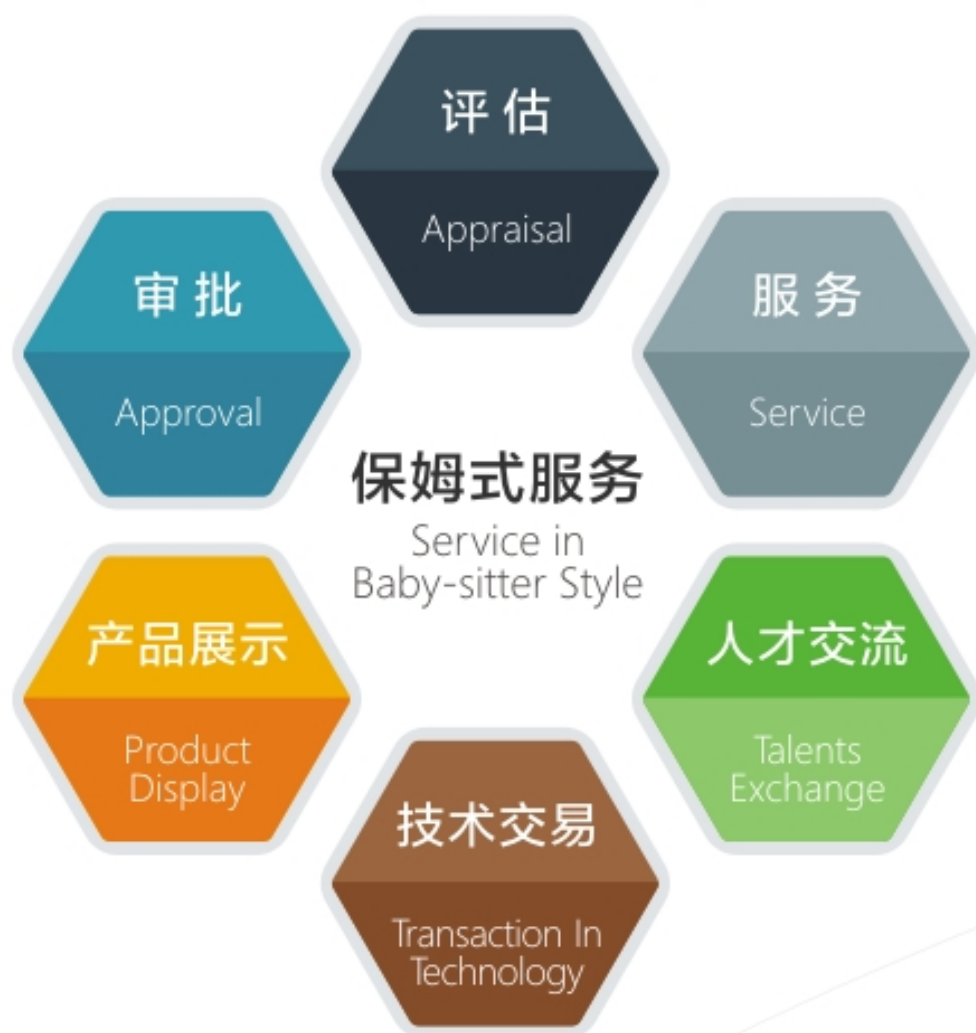 评估
Appraisal
审批
Approval
服务
Service
保姆式服务
Service in
Baby-sitter Style
产品展示
Product
Display
人才交流
Talents
Exchange
技术交易
Transaction In
Technology